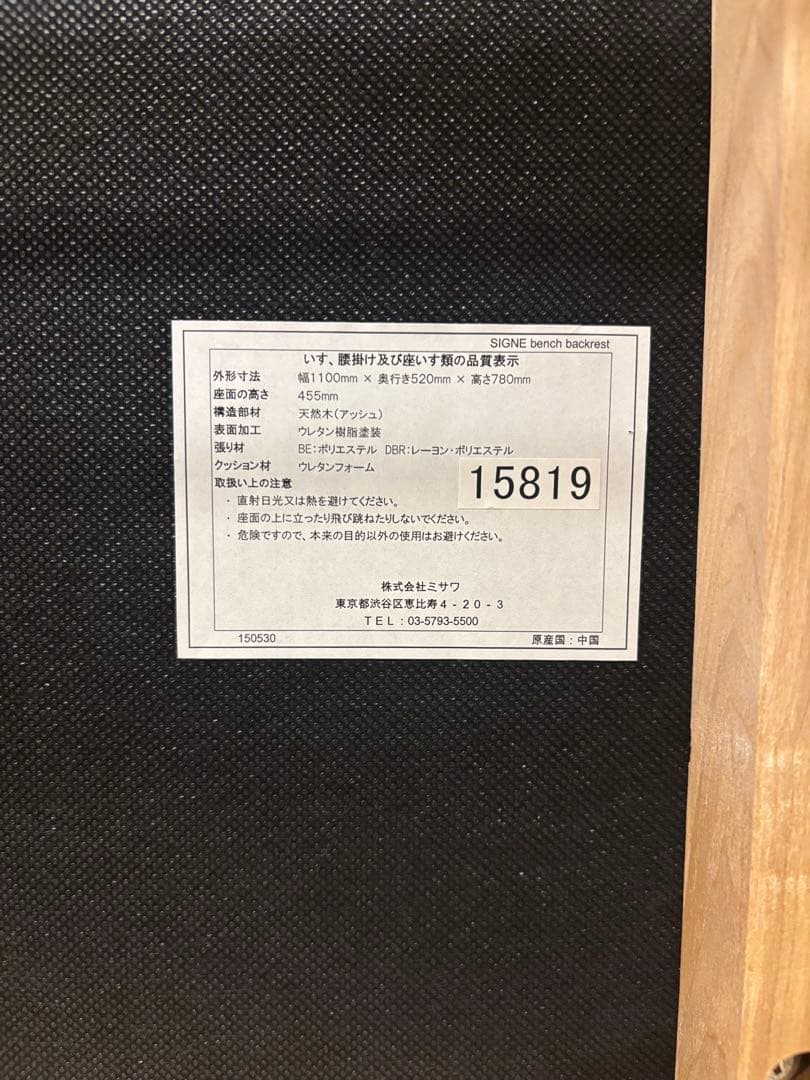 SIGNE bench backrest
いす、腰掛け及び座いす類の品質表示
外形寸法 幅1100mm × 奥行き520mm × 高さ780mm
座面の高さ 455mm
構造部材 天然木(アッシュ)
表面加工 ウレタン樹脂塗装
張り材 BE:ポリエステル DBR:レーヨン・ポリエステル
クッション材 ウレタンフォーム
15819
取扱い上の注意
・ 直射日光又は熱を避けてください。
・ 座面の上に立ったり飛び跳ねたりしないでください。
・ 危険ですので、本来の目的以外の使用はお避けください。
株式会社ミサワ
東京都渋谷区恵比寿4-20-3
TEL:03-5793-5500
150530 原産国:中国